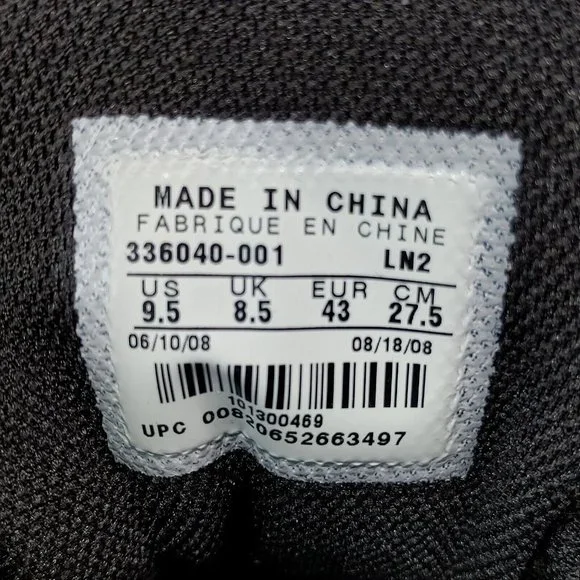 MADE IN CHINA
FABRIQUE EN CHINE
336040-001 LN2
US UK EUR CM
9.5 8.5 43 27.5
06/10/08 08/18/08
101300469
UPC 00820652663497